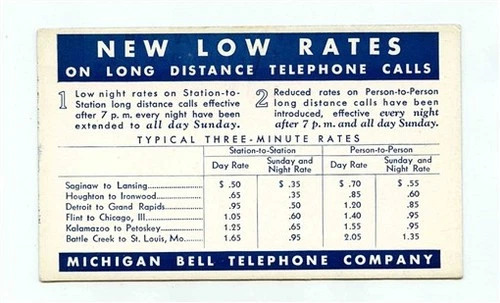 NEW LOW RATES
ON LONG DISTANCE TELEPHONE CALLS
1 Low night rates on Station-to-
Station long distance calls effective
after 7 p. m. every night have been
extended to all day Sunday.
2 Reduced rates on Person-to-Person
long distance calls have been
introduced, effective every night
after 7 p. m. and all day Sunday.
TYPICAL THREE-MINUTE RATES
Station-to-Station Person-to-Person
Day Rate Sunday and Night Rate Day Rate Sunday and Night Rate
Saginaw to Lansing $ .50 $ .35 $ .70 $ .55
Houghton to Ironwood .65 .35 .85 .60
Detroit to Grand Rapids .95 .50 1.20 .85
Flint to Chicago, Ill. 1.05 .60 1.40 .95
Kalamazoo to Petoskey 1.25 .65 1.55 .95
Battle Creek to St. Louis, Mo. 1.65 .95 2.05 1.35
MICHIGAN BELL TELEPHONE COMPANY